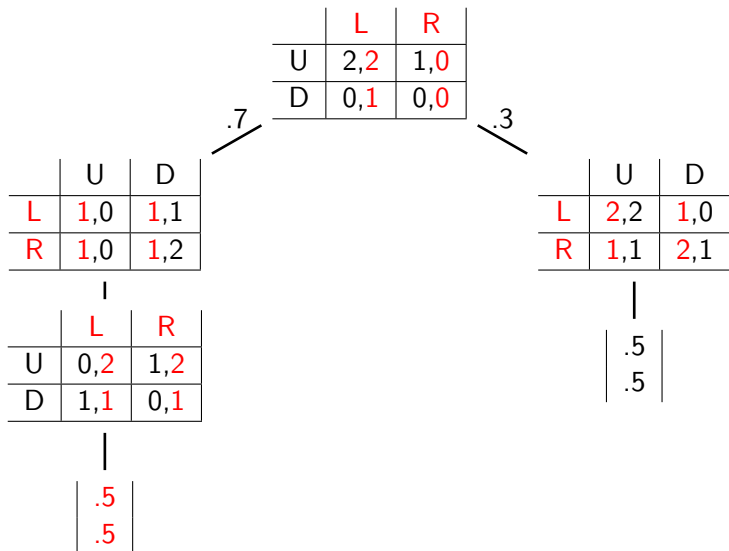 L R
U 2,2 1,0
D 0,1 0,0
.7 .3
U D
L 1,0 1,1
R 1,0 1,2
U D
L 2,2 1,0
R 1,1 2,1
L R
U 0,2 1,2
D 1,1 0,1
.5
.5
.5
.5